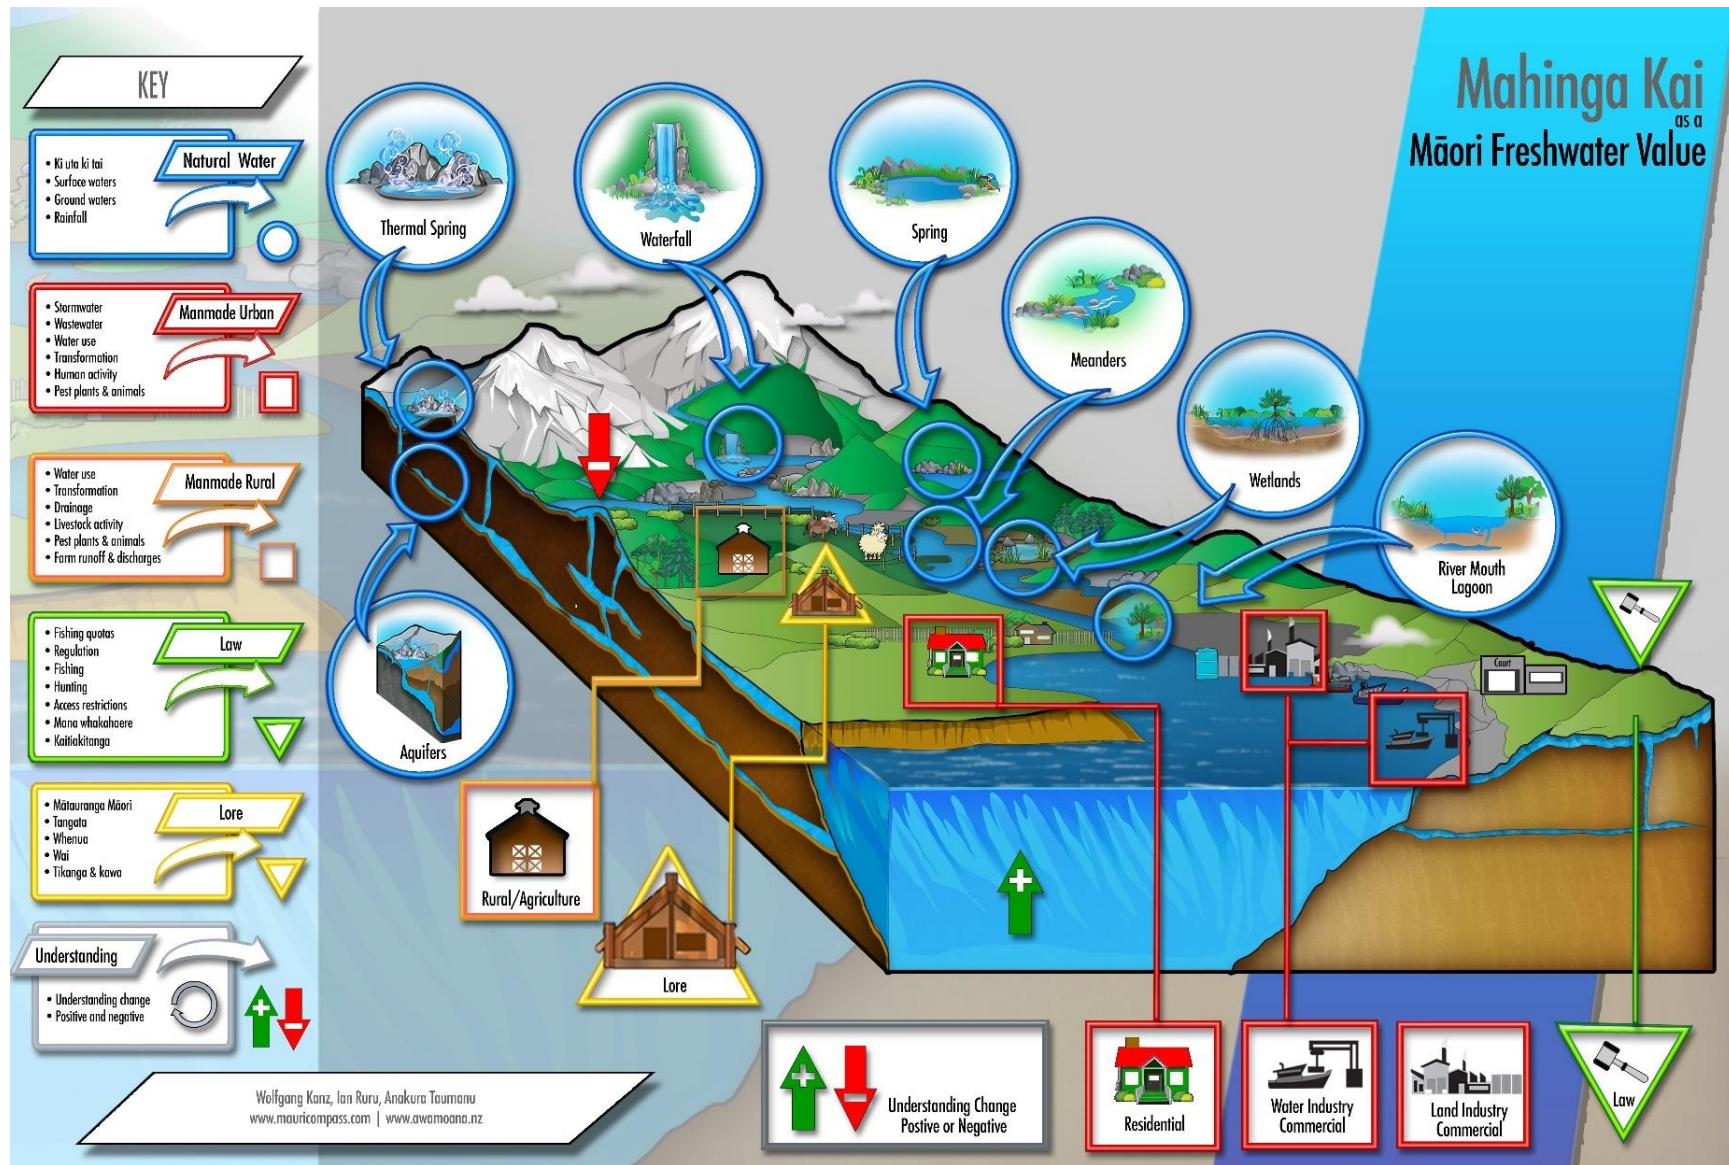 KEY
Natural Water
• Ki uta ki tai
• Surface waters
• Ground waters
• Rainfall
Manmade Urban
• Stormwater
• Wastewater
• Water use
• Transformation
• Human activity
• Pest plants & animals
Manmade Rural
• Water use
• Transformation
• Drainage
• Livestock activity
• Pest plants & animals
• Farm runoff & discharges
Law
• Fishing quotas
• Regulation
• Fishing
• Hunting
• Access restrictions
• Mana whakahaere
• Kaitiakitanga
Lore
• Mātauranga Māori
• Tangata
• Whenua
• Wai
• Tikanga & kawa
Understanding
• Understanding change
• Positive and negative
Wolfgang Kanz, Ian Ruru, Anakura Taumanu
www.mauricompass.com | www.awamoana.nz
Mahinga Kai
as a
Māori Freshwater Value
Thermal Spring
Waterfall
Spring
Meanders
Wetlands
River Mouth
Lagoon
Aquifers
Court
Rural/Agriculture
Lore
Understanding Change
Postive or Negative
Residential
Water Industry
Commercial
Land Industry
Commercial
Law